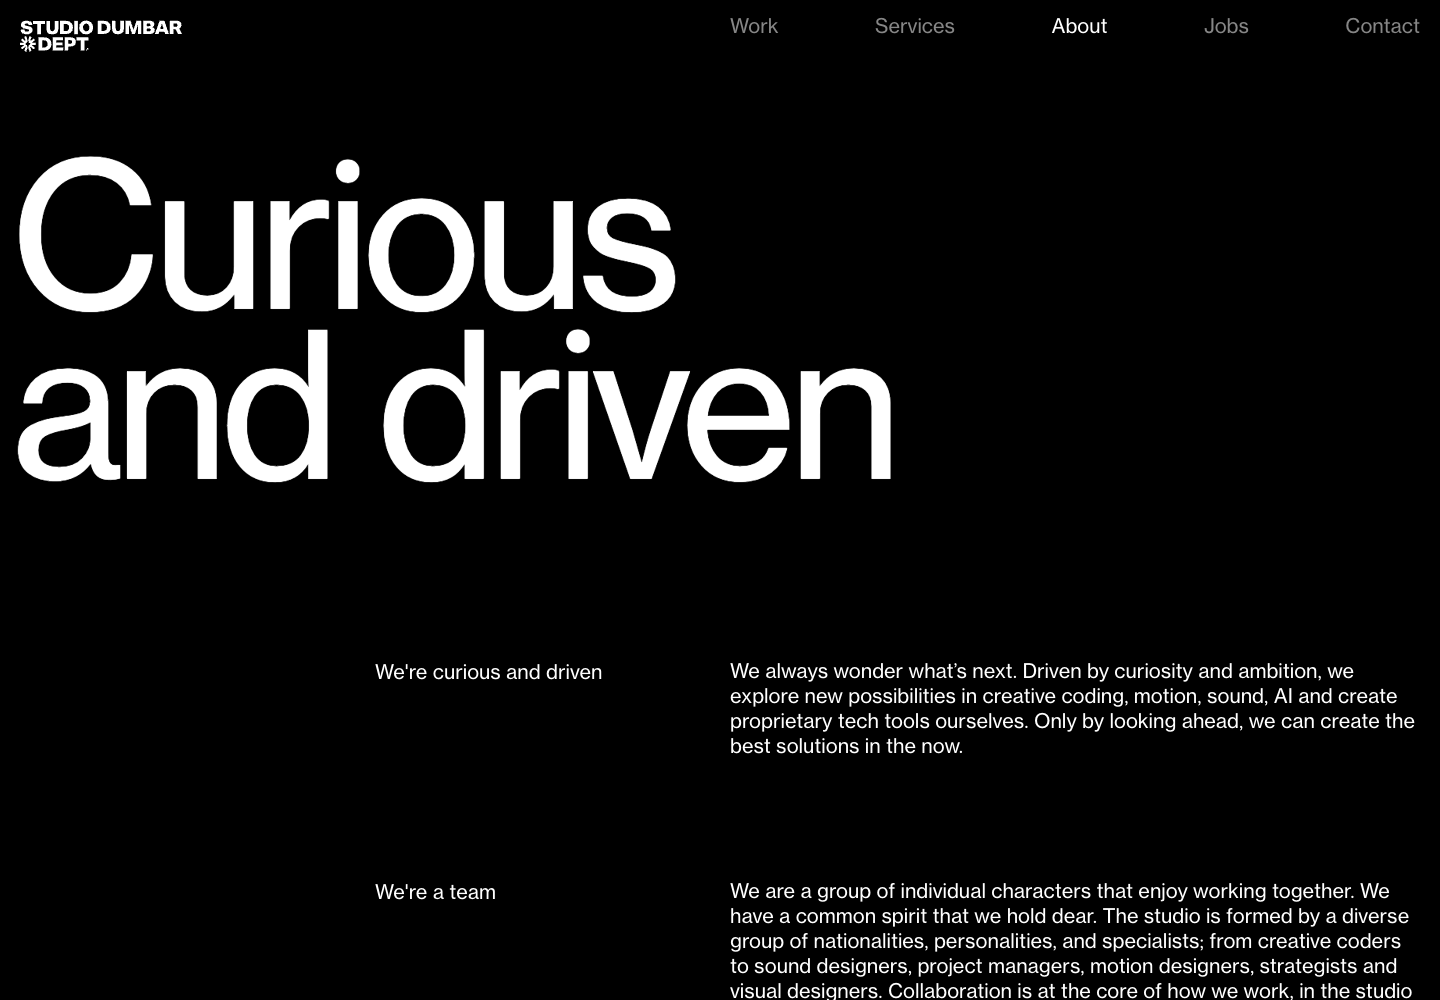 STUDIO DUMBAR
DEPT
Work
Services
About
Jobs
Contact
Curious
and driven
We're curious and driven
We always wonder what’s next. Driven by curiosity and ambition, we
explore new possibilities in creative coding, motion, sound, AI and create
proprietary tech tools ourselves. Only by looking ahead, we can create the
best solutions in the now.
We're a team
We are a group of individual characters that enjoy working together. We
have a common spirit that we hold dear. The studio is formed by a diverse
group of nationalities, personalities, and specialists; from creative coders
to sound designers, project managers, motion designers, strategists and
visual designers. Collaboration is at the core of how we work, in the studio